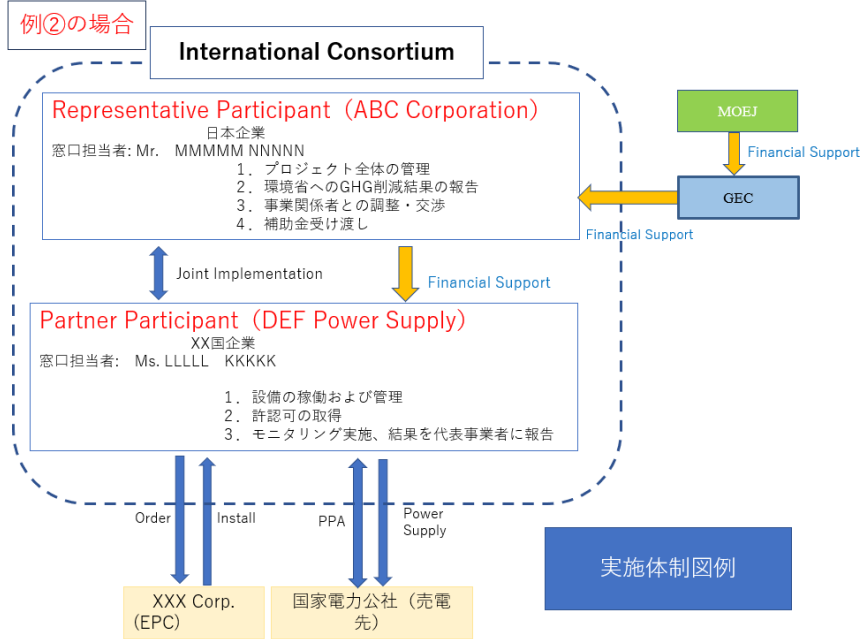 例②の場合
International Consortium
Representative Participant（ABC Corporation）
日本企業
窓口担当者: Mr.　MMMMM NNNNN
1．プロジェクト全体の管理
2．環境省へのGHG削減結果の報告
3．事業関係者との調整・交渉
4．補助金受け渡し
MOEJ
Financial Support
GEC
Financial Support
Joint Implementation
Financial Support
Partner Participant（DEF Power Supply）
XX国企業
窓口担当者:　Ms. LLLLL　KKKKK
1．設備の稼働および管理
2．許認可の取得
3．モニタリング実施、結果を代表事業者に報告
Order
Install
PPA
Power
Supply
XXX Corp.
（EPC）
国家電力公社（売電
先）
実施体制図例